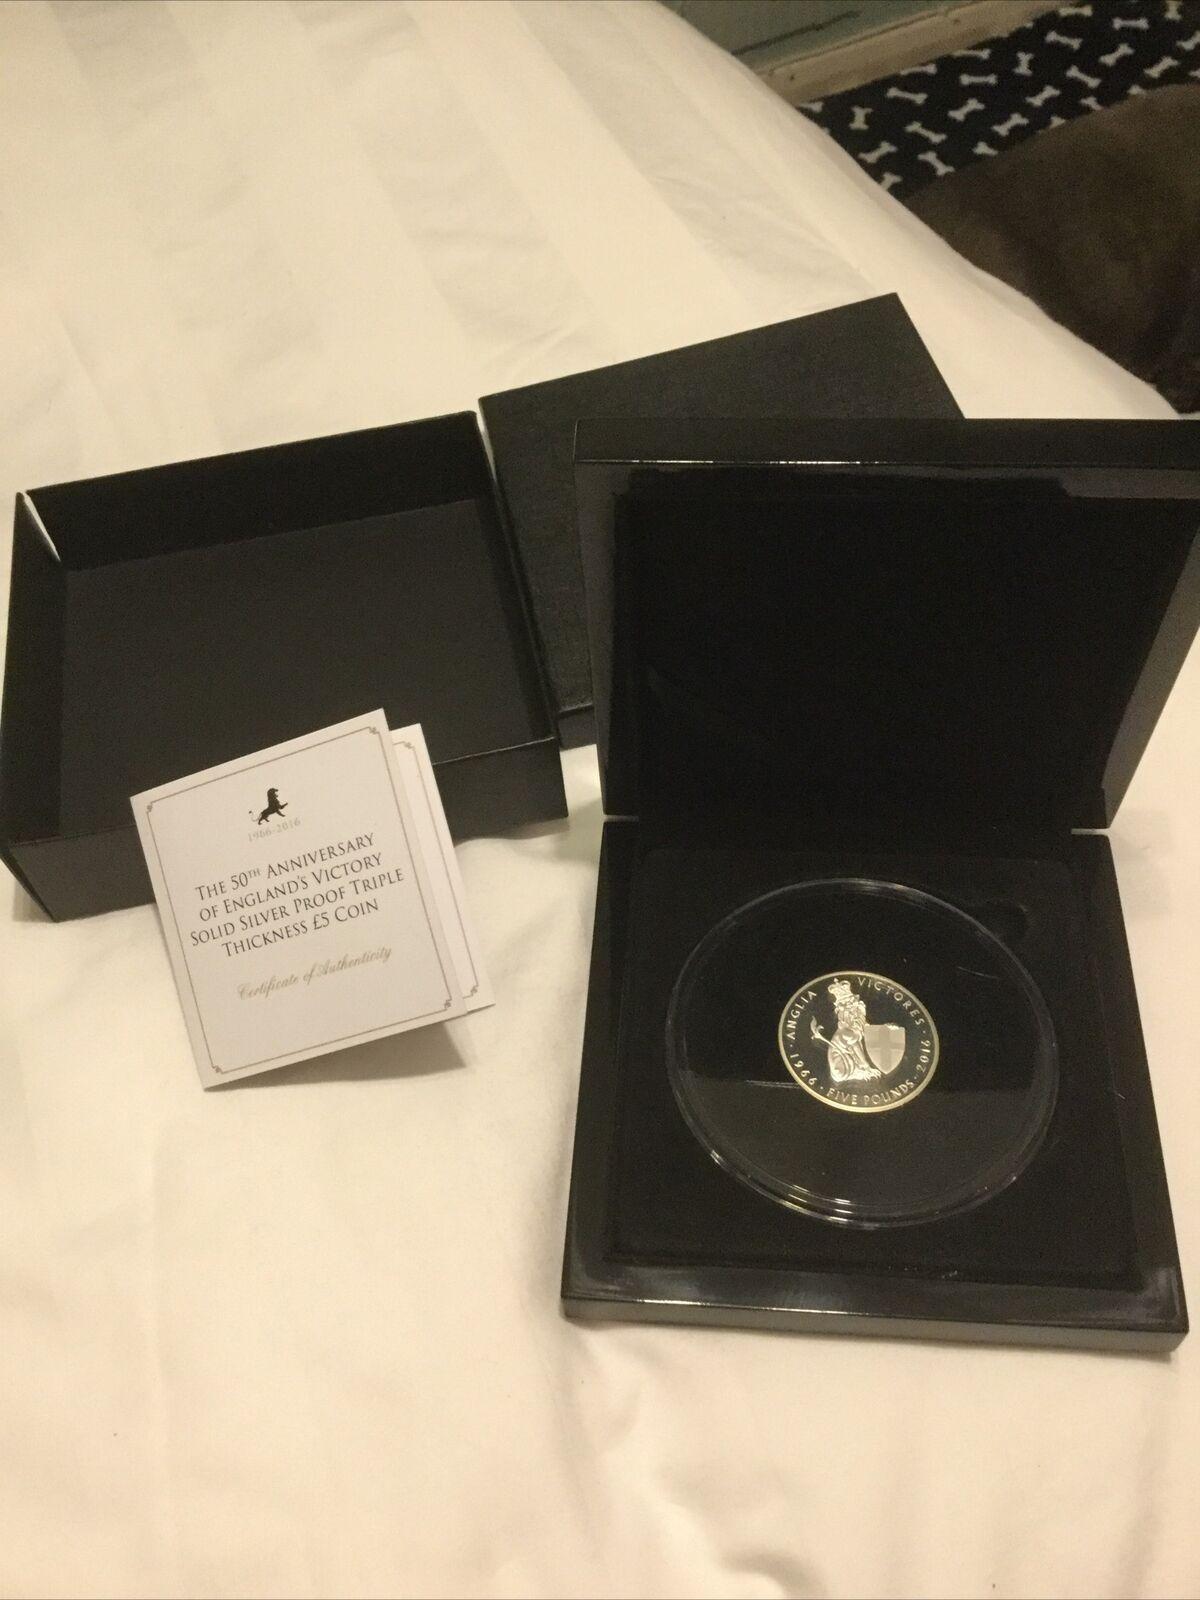 1966-2016
THE 50TH ANNIVERSARY
OF ENGLAND'S VICTORY
SOLID SILVER PROOF TRIPLE
THICKNESS £5 COIN
Certificate of Authenticity
· ANGLIA VICTORES ·
1966 · FIVE POUNDS · 2016